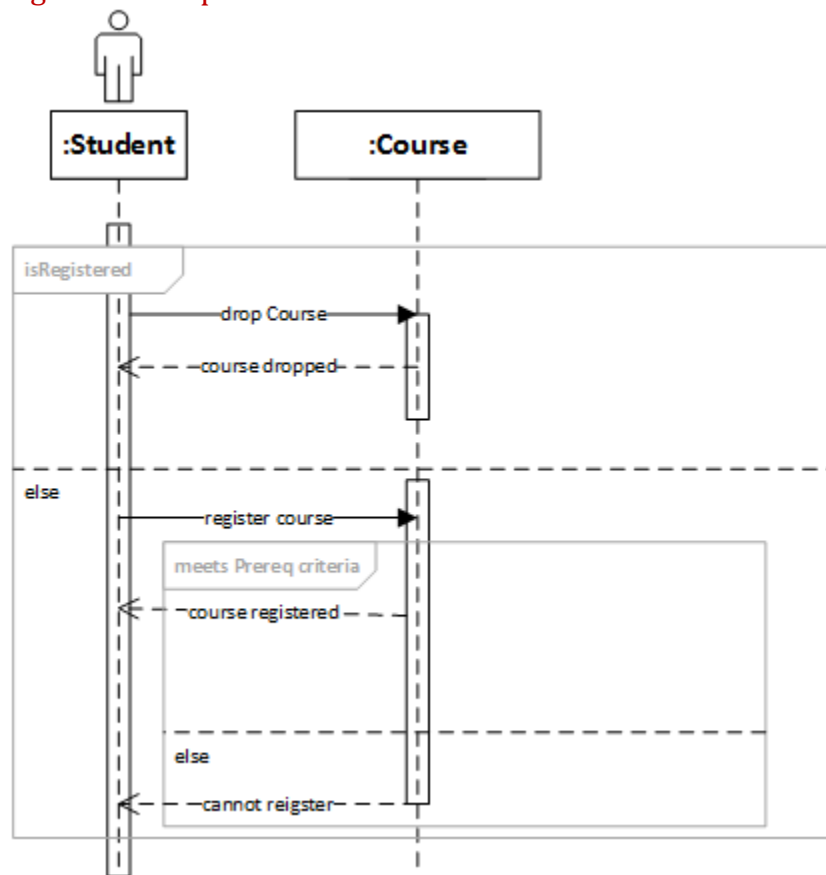 :Student
:Course
isRegistered
drop Course
course dropped
else
register course
meets Prereq criteria
course registered
else
cannot reigster